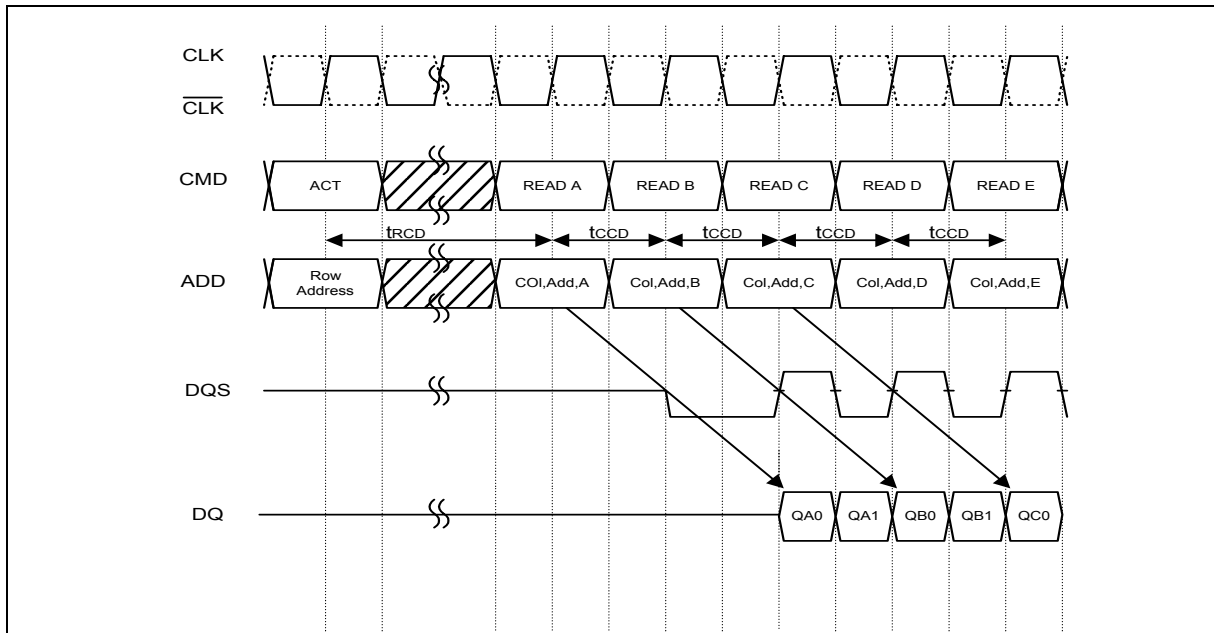 CLK
CLK
CMD
ACT
READ A
READ B
READ C
READ D
READ E
tRCD
tCCD
tCCD
tCCD
tCCD
ADD
Row
Address
COl,Add,A
Col,Add,B
Col,Add,C
Col,Add,D
Col,Add,E
DQS
DQ
QA0
QA1
QB0
QB1
QC0